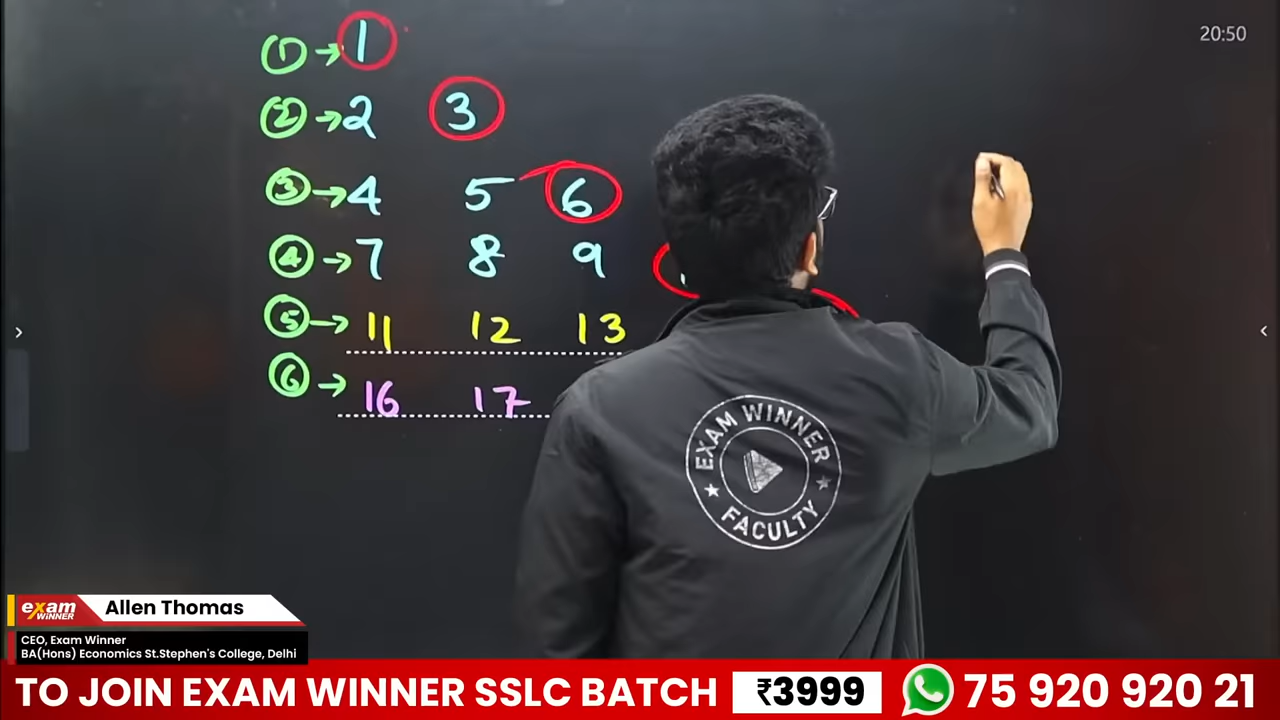 20:50
① → 1
② → 2 3
③ → 4 5 6
④ → 7 8 9
⑤ → 11 12 13
⑥ → 16 17
EXAM WINNER
FACULTY
exam WINNER
Allen Thomas
CEO, Exam Winner
BA(Hons) Economics St.Stephen's College, Delhi
TO JOIN EXAM WINNER SSLC BATCH ₹3999 75 920 920 21